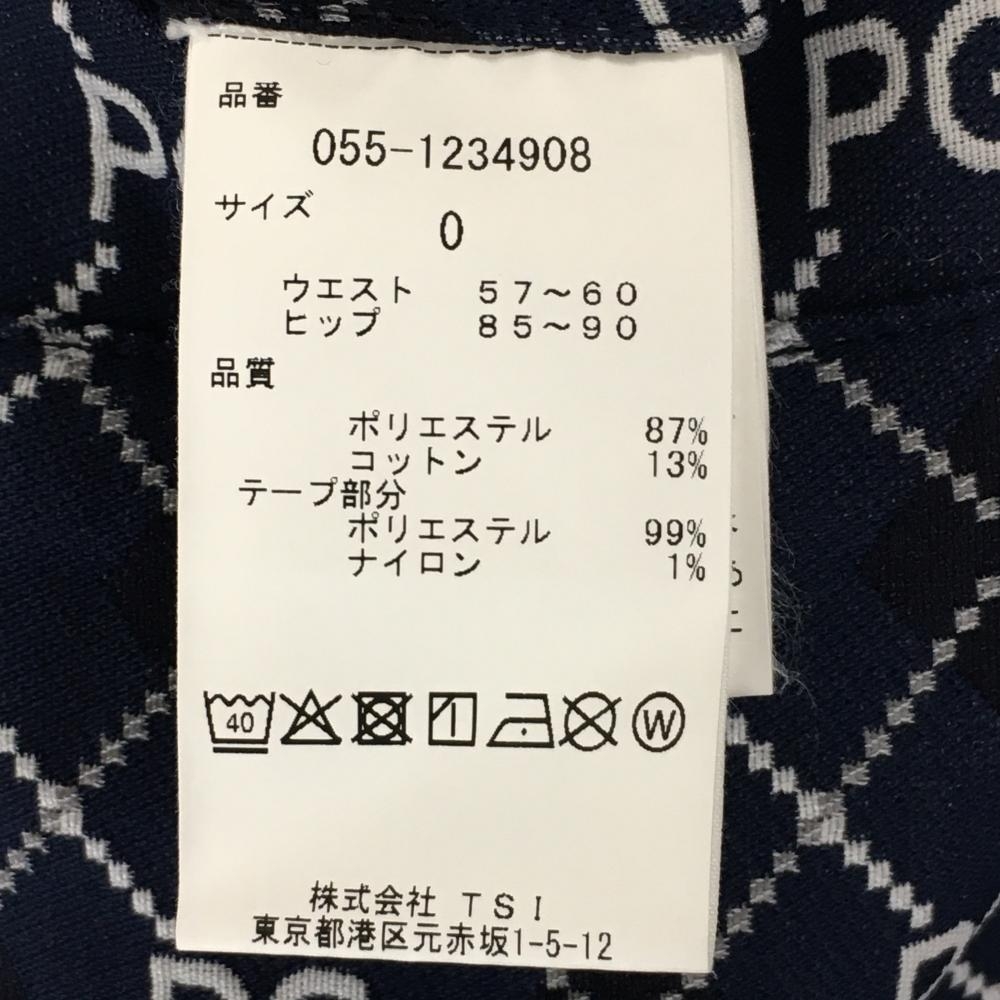 品番
055-1234908
サイズ
0
ウエスト 57～60
ヒップ 85～90
品質
ポリエステル 87%
コットン 13%
テープ部分
ポリエステル 99%
ナイロン 1%
40
W
株式会社 TSI
東京都港区元赤坂1-5-12
PG
PG
PG